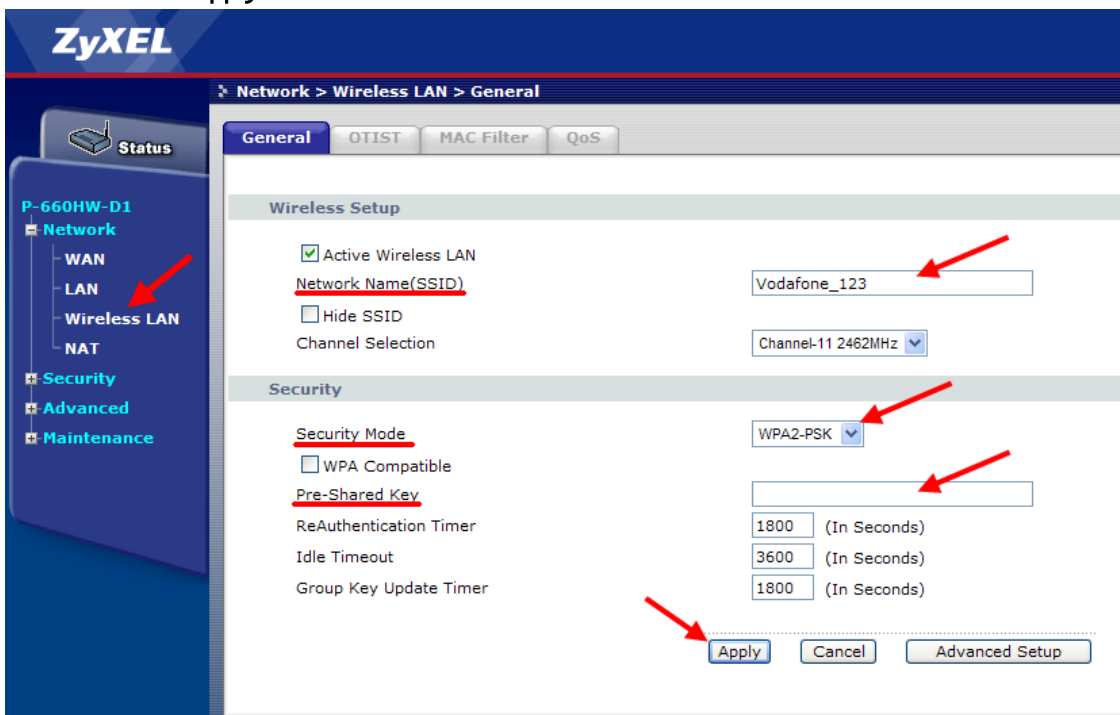 ZyXEL
Network > Wireless LAN > General
Status
General OTIST MAC Filter QoS
P-660HW-D1
Network
WAN
LAN
Wireless LAN
NAT
Security
Advanced
Maintenance
Wireless Setup
Active Wireless LAN
Network Name(SSID) Vodafone_123
Hide SSID
Channel Selection Channel-11 2462MHz
Security
Security Mode WPA2-PSK
WPA Compatible
Pre-Shared Key
ReAuthentication Timer 1800 (In Seconds)
Idle Timeout 3600 (In Seconds)
Group Key Update Timer 1800 (In Seconds)
Apply Cancel Advanced Setup